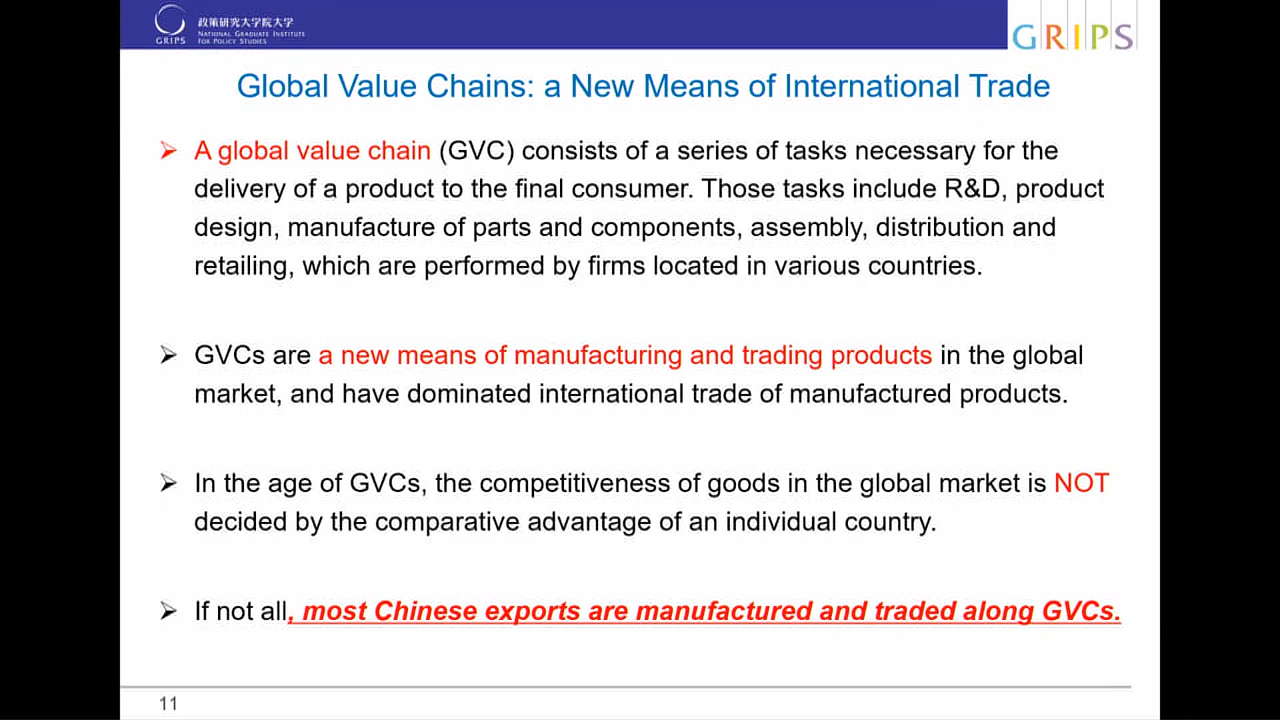 政策研究大学院大学
NATIONAL GRADUATE INSTITUTE
FOR POLICY STUDIES
GRIPS
GRIPS
Global Value Chains: a New Means of International Trade
➢ A global value chain (GVC) consists of a series of tasks necessary for the
delivery of a product to the final consumer. Those tasks include R&D, product
design, manufacture of parts and components, assembly, distribution and
retailing, which are performed by firms located in various countries.
➢ GVCs are a new means of manufacturing and trading products in the global
market, and have dominated international trade of manufactured products.
➢ In the age of GVCs, the competitiveness of goods in the global market is NOT
decided by the comparative advantage of an individual country.
➢ If not all, most Chinese exports are manufactured and traded along GVCs.
11